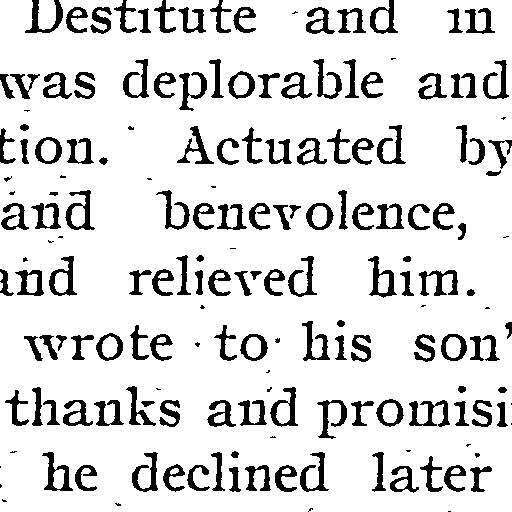 Destitute and in
was deplorable and
tion. Actuated by
and benevolence,
and relieved him.
wrote to his son'
thanks and promisi
he declined later